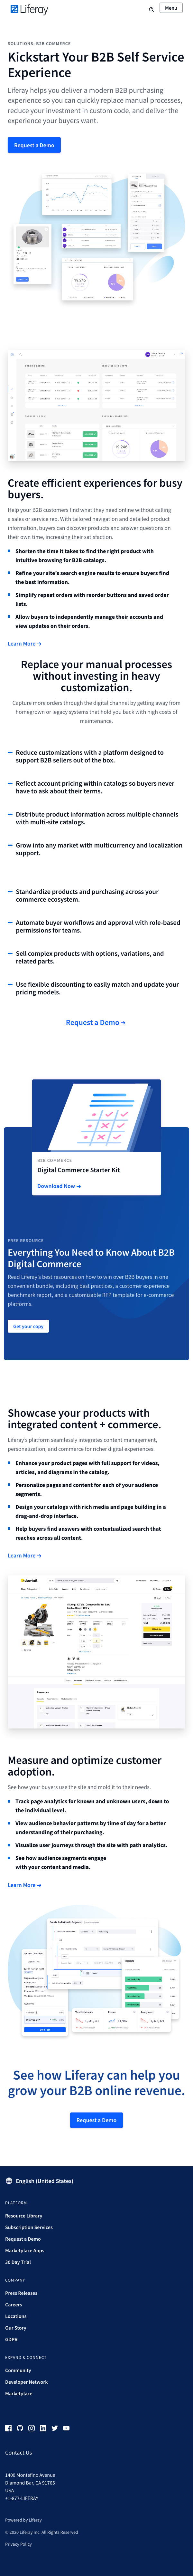 Liferay
Menu
SOLUTIONS: B2B COMMERCE
Kickstart Your B2B Self Service
Experience
Liferay helps you deliver a modern B2B purchasing
experience so you can quickly replace manual processes,
reduce your investment in custom code, and deliver the
experience your buyers want.
Request a Demo
Create efficient experiences for busy
buyers.
Help your B2B customers find what they need online without calling
a sales or service rep. With tailored navigation and detailed product
information, buyers can discover products and answer questions on
their own time, increasing their satisfaction.
Shorten the time it takes to find the right product with
intuitive browsing for B2B catalogs.
Refine your site's search engine results to ensure buyers find
the best information.
Simplify repeat orders with reorder buttons and saved order
lists.
Allow buyers to independently manage their accounts and
view updates on their orders.
Learn More →
Replace your manual processes
without investing in heavy
customization.
Capture more orders through the digital channel by getting away from
homegrown or legacy systems that hold you back with high costs of
maintenance.
Reduce customizations with a platform designed to
support B2B sellers out of the box.
Reflect account pricing within catalogs so buyers never
have to ask about their terms.
Distribute product information across multiple channels
with multi-site catalogs.
Grow into any market with multicurrency and localization
support.
Standardize products and purchasing across your
commerce ecosystem.
Automate buyer workflows and approval with role-based
permissions for teams.
Sell complex products with options, variations, and
related parts.
Use flexible discounting to easily match and update your
pricing models.
Request a Demo →
B2B COMMERCE
Digital Commerce Starter Kit
Download Now →
FREE RESOURCE
Everything You Need to Know About B2B
Digital Commerce
Read Liferay's best resources on how to win over B2B buyers in one
convenient bundle, including best practices, a customer experience
benchmark report, and a customizable RFP template for e-commerce
platforms.
Get your copy
Showcase your products with
integrated content + commerce.
Liferay's platform seamlessly integrates content management,
personalization, and commerce for richer digital experiences.
Enhance your product pages with full support for videos,
articles, and diagrams in the catalog.
Personalize pages and content for each of your audience
segments.
Design your catalogs with rich media and page building in a
drag-and-drop interface.
Help buyers find answers with contextualized search that
reaches across all content.
Learn More →
Measure and optimize customer
adoption.
See how your buyers use the site and mold it to their needs.
Track page analytics for known and unknown users, down to
the individual level.
View audience behavior patterns by time of day for a better
understanding of their purchasing.
Visualize user journeys through the site with path analytics.
See how audience segments engage
with your content and media.
Learn More →
See how Liferay can help you
grow your B2B online revenue.
Request a Demo
English (United States)
PLATFORM
Resource Library
Subscription Services
Request a Demo
Marketplace Apps
30 Day Trial
COMPANY
Press Releases
Careers
Locations
Our Story
GDPR
EXPAND & CONNECT
Community
Developer Network
Marketplace
Contact Us
1400 Montefino Avenue
Diamond Bar, CA 91765
USA
+1-877-LIFERAY
Powered by Liferay
© 2020 Liferay Inc. All Rights Reserved
Privacy Policy